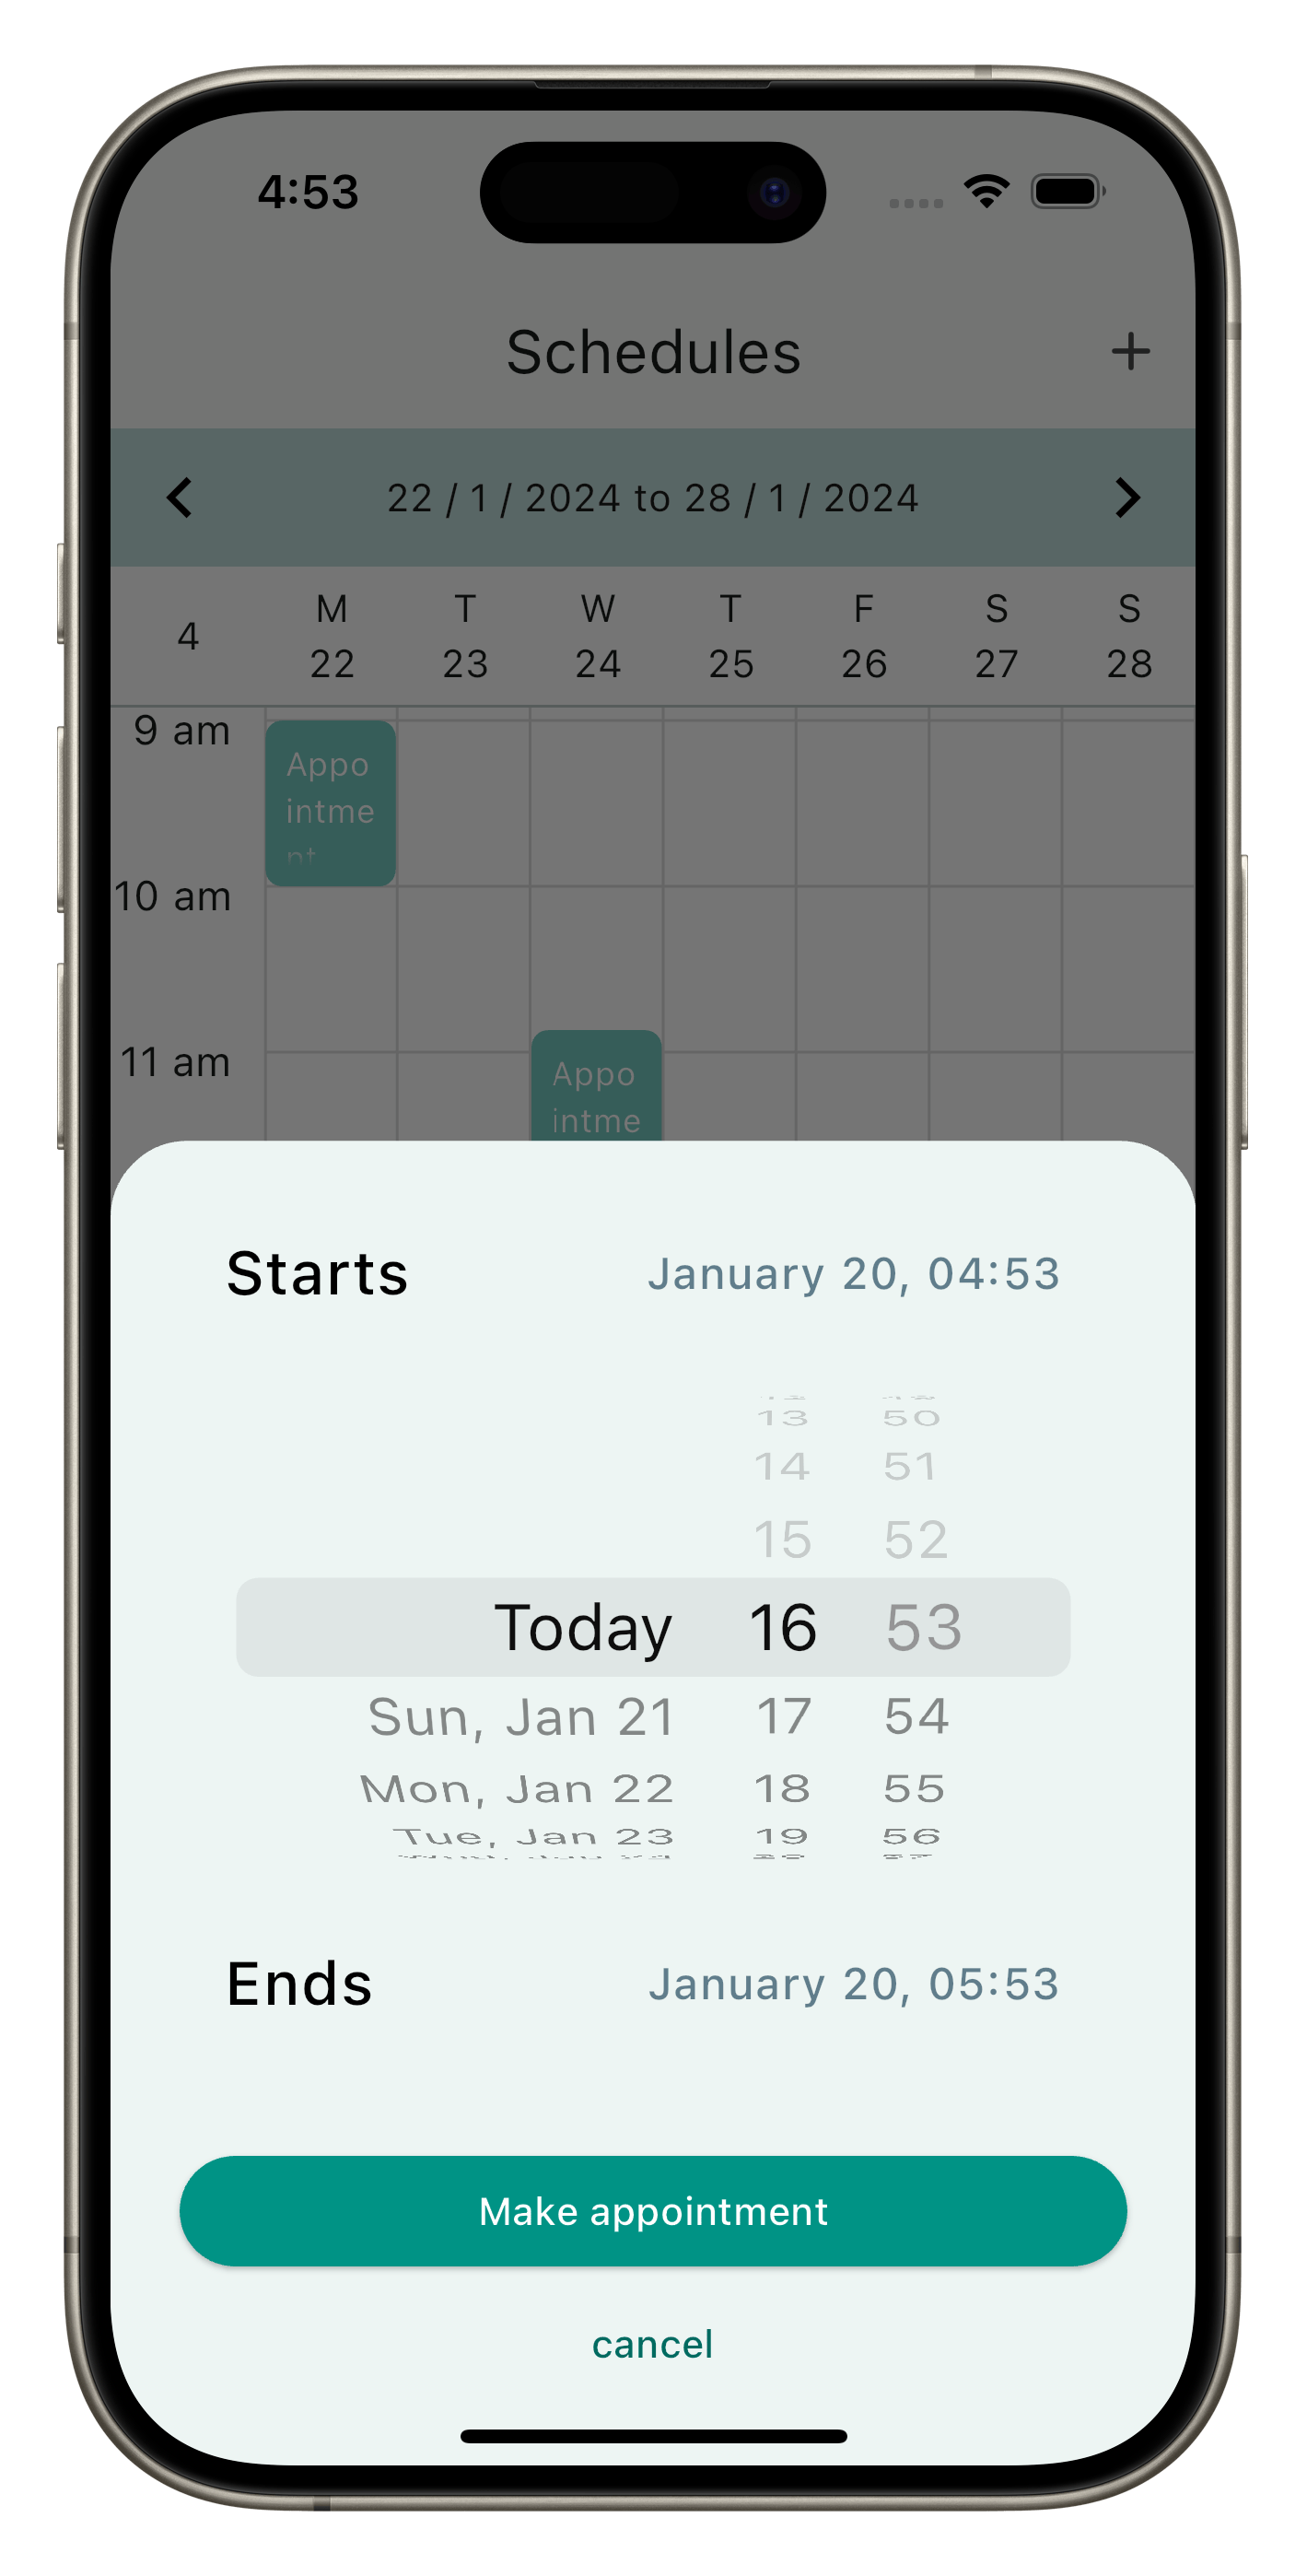 4:53
Schedules
22 / 1 / 2024 to 28 / 1 / 2024
4
M T W T F S S
22 23 24 25 26 27 28
9 am
Appo
intme
nt
10 am
11 am
Appo
intme
Starts January 20, 04:53
13 50
14 51
15 52
Today 16 53
Sun, Jan 21 17 54
Mon, Jan 22 18 55
Tue, Jan 23 19 56
Ends January 20, 05:53
Make appointment
cancel